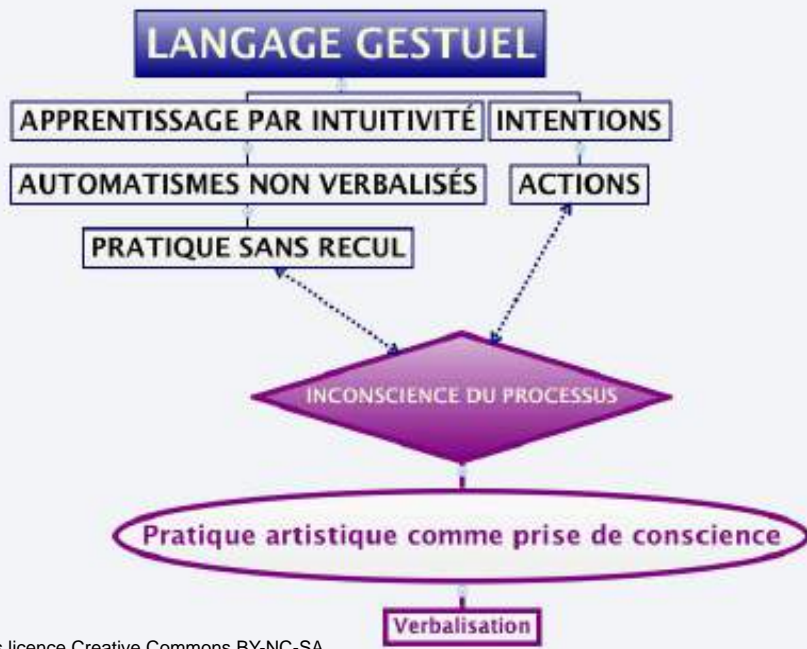 LANGAGE GESTUEL
APPRENTISSAGE PAR INTUITIVITÉ
INTENTIONS
AUTOMATISMES NON VERBALISÉS
ACTIONS
PRATIQUE SANS RECUL
INCONSCIENCE DU PROCESSUS
Pratique artistique comme prise de conscience
Verbalisation
licence Creative Commons BY-NC-SA